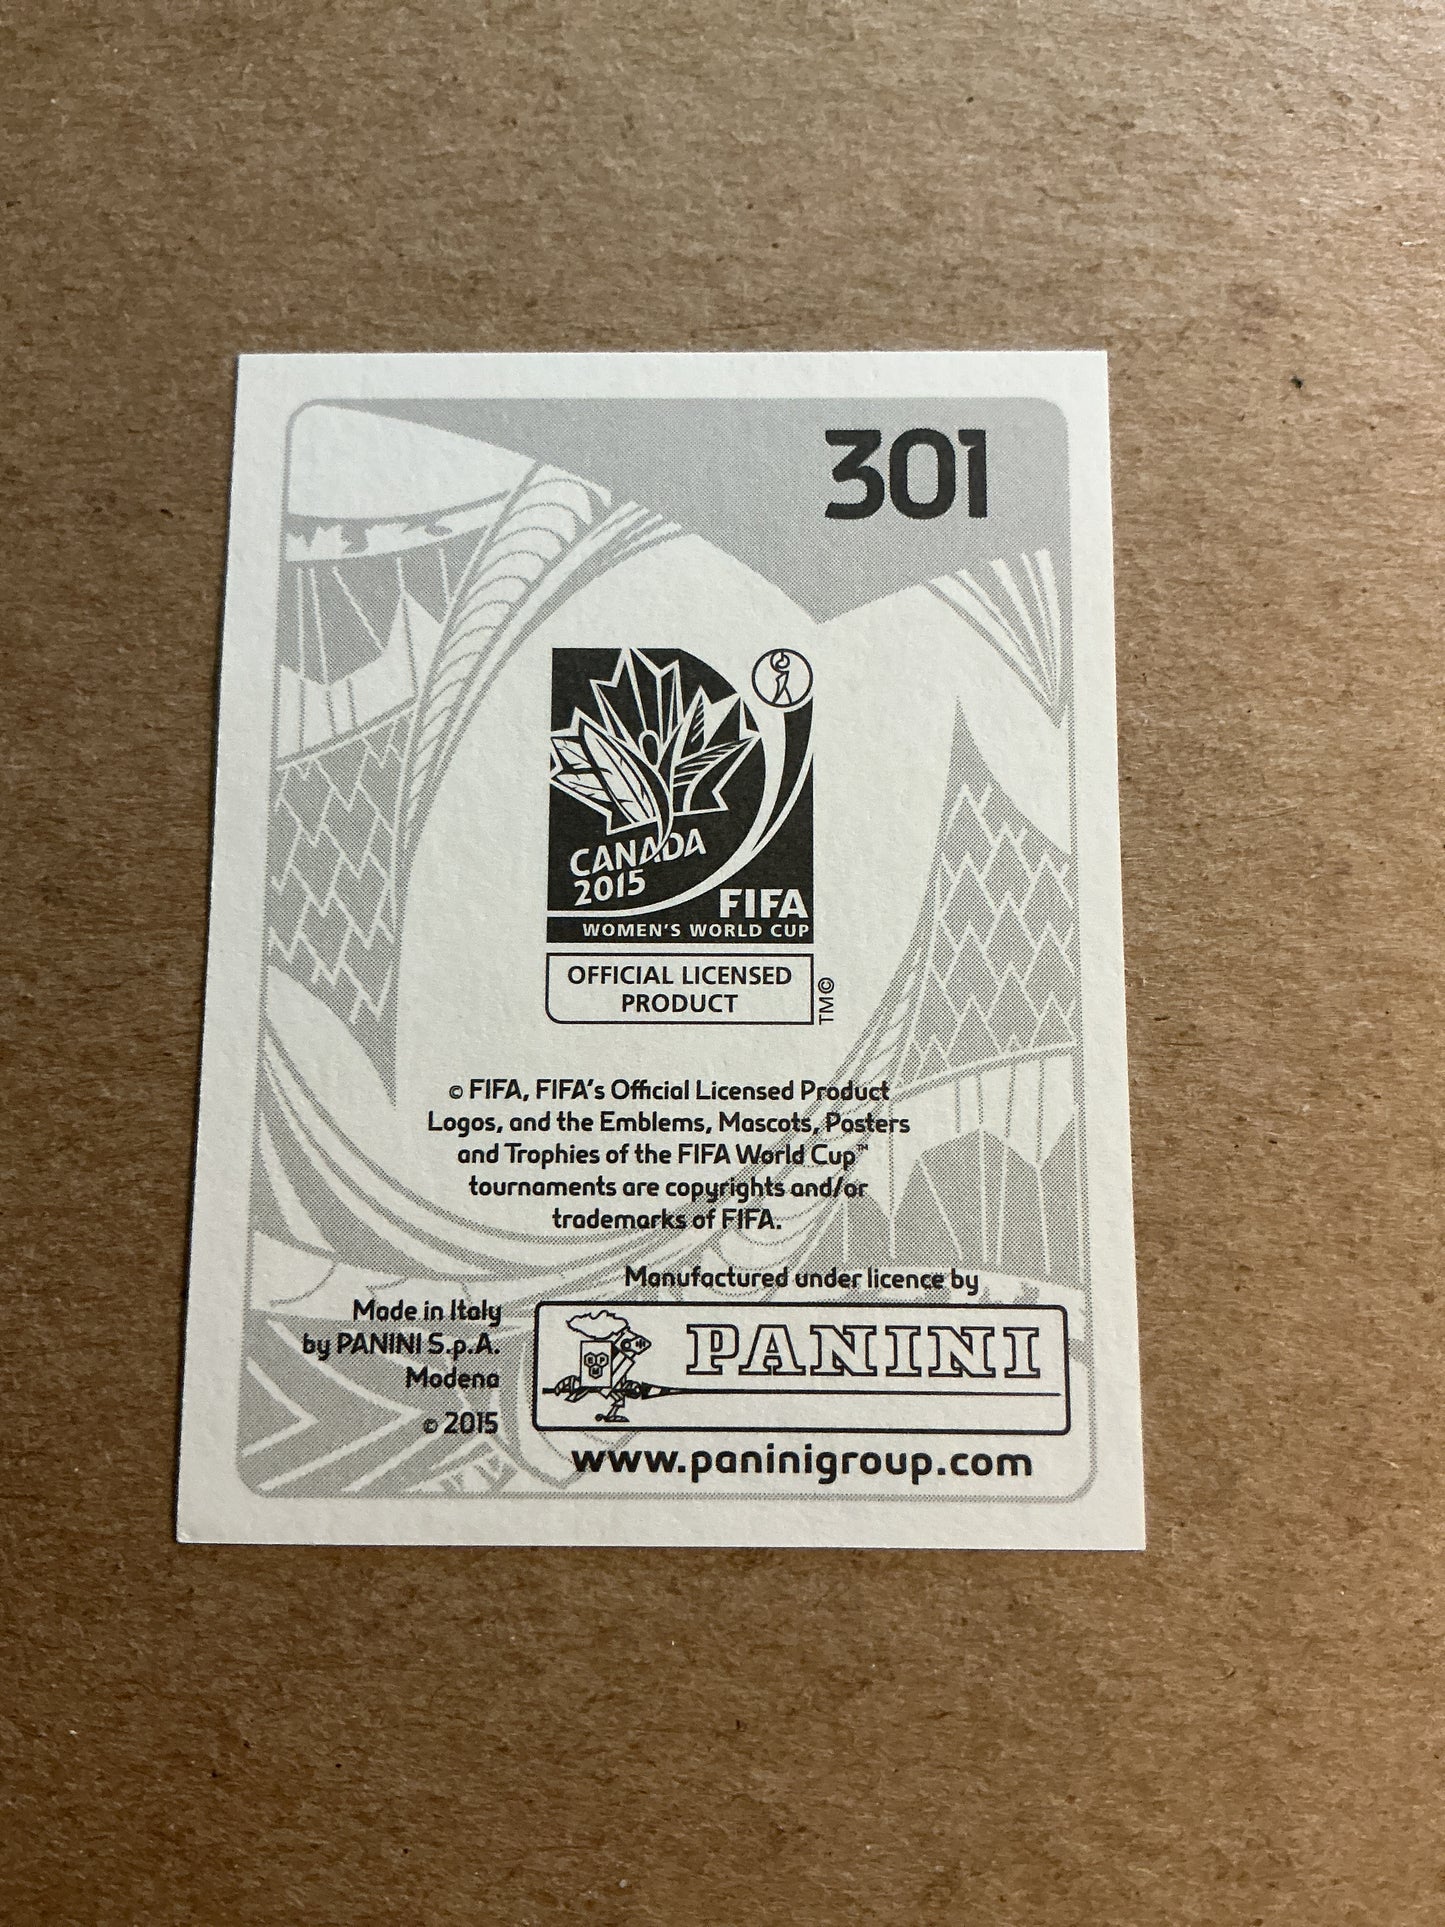 301
CANADA
2015
FIFA
WOMEN'S WORLD CUP
OFFICIAL LICENSED
PRODUCT
TM©
© FIFA, FIFA's Official Licensed Product
Logos, and the Emblems, Mascots, Posters
and Trophies of the FIFA World Cup™
tournaments are copyrights and/or
trademarks of FIFA.
Manufactured under licence by
Made in Italy
by PANINI S.p.A.
Modena
© 2015
PANINI
www.paninigroup.com